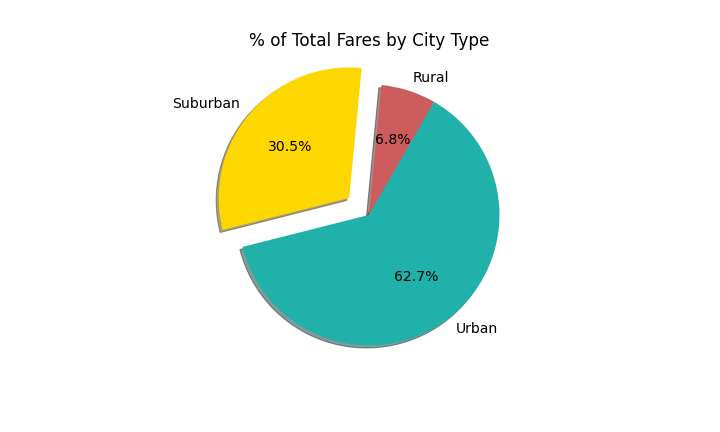 % of Total Fares by City Type
Rural
Suburban
6.8%
30.5%
62.7%
Urban